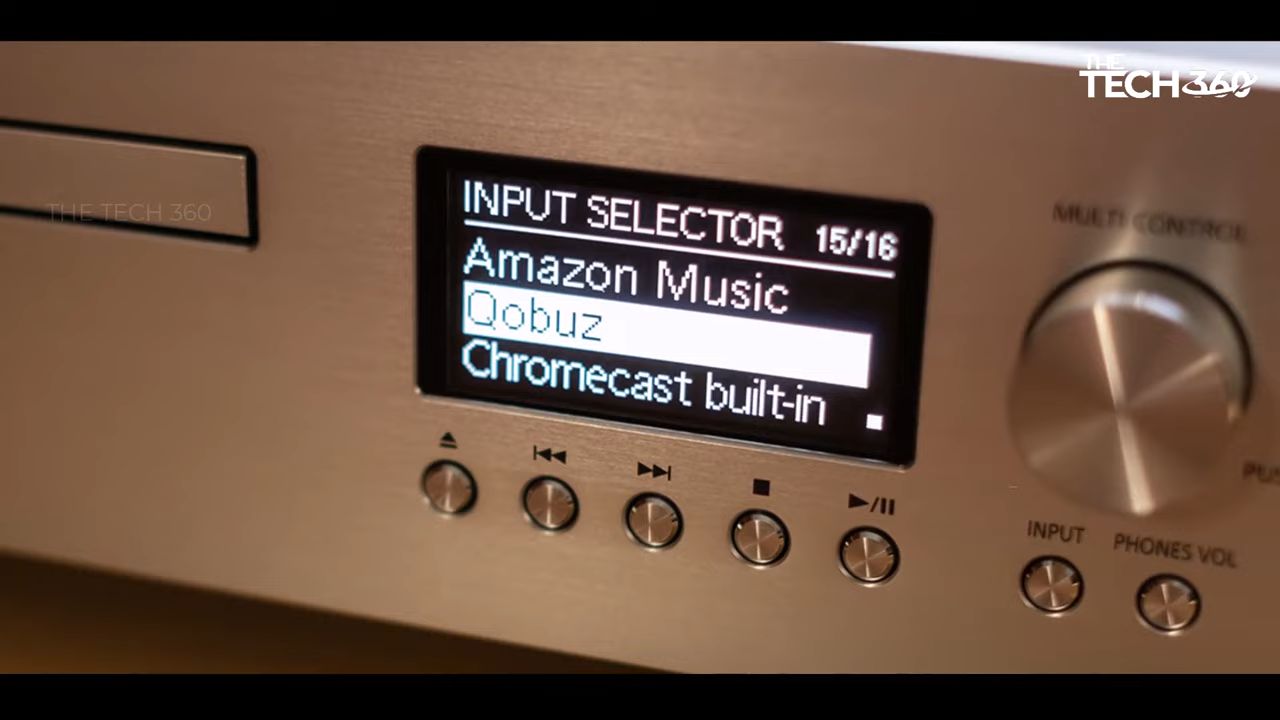 THE
TECH 360
THE TECH 360
INPUT SELECTOR 15/16
Amazon Music
Qobuz
Chromecast built-in
MULTI CONTROL
INPUT
PHONES VOL